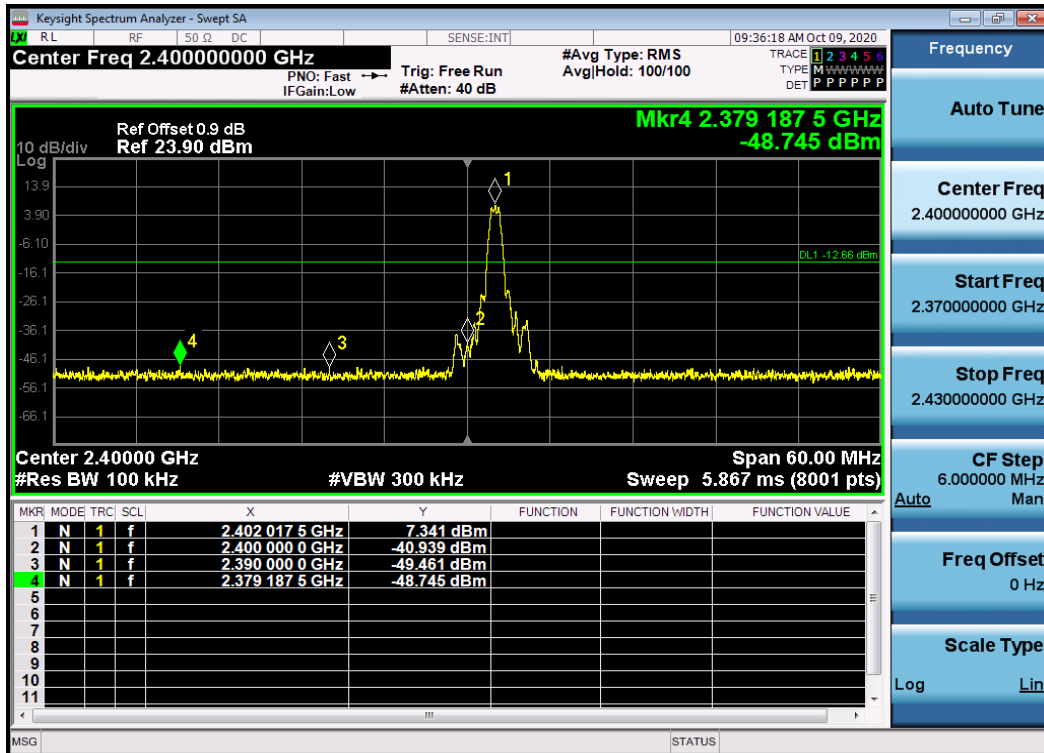 Keysight Spectrum Analyzer - Swept SA
LXI RL RF 50 Ω DC SENSE:INT 09:36:18 AM Oct 09, 2020
Center Freq 2.400000000 GHz
PNO: Fast
IFGain:Low
Trig: Free Run
#Atten: 40 dB
#Avg Type: RMS
Avg|Hold: 100/100
TRACE 1 2 3 4 5 6
TYPE M W W W W W
DET P P P P P P
Ref Offset 0.9 dB
10 dB/div Ref 23.90 dBm
Log
Mkr4 2.379 187 5 GHz
-48.745 dBm
13.9
3.90
-6.10
-16.1
-26.1
-36.1
-46.1
-56.1
-66.1
1
DL1 -12.66 dBm
2
3
4
Center 2.40000 GHz Span 60.00 MHz
#Res BW 100 kHz #VBW 300 kHz Sweep 5.867 ms (8001 pts)
MKR MODE TRC SCL X Y FUNCTION FUNCTION WIDTH FUNCTION VALUE
1 N 1 f 2.402 017 5 GHz 7.341 dBm
2 N 1 f 2.400 000 0 GHz -40.939 dBm
3 N 1 f 2.390 000 0 GHz -49.461 dBm
4 N 1 f 2.379 187 5 GHz -48.745 dBm
5
6
7
8
9
10
11
MSG STATUS
Frequency
Auto Tune
Center Freq
2.400000000 GHz
Start Freq
2.370000000 GHz
Stop Freq
2.430000000 GHz
CF Step
6.000000 MHz
Auto Man
Freq Offset
0 Hz
Scale Type
Log Lin